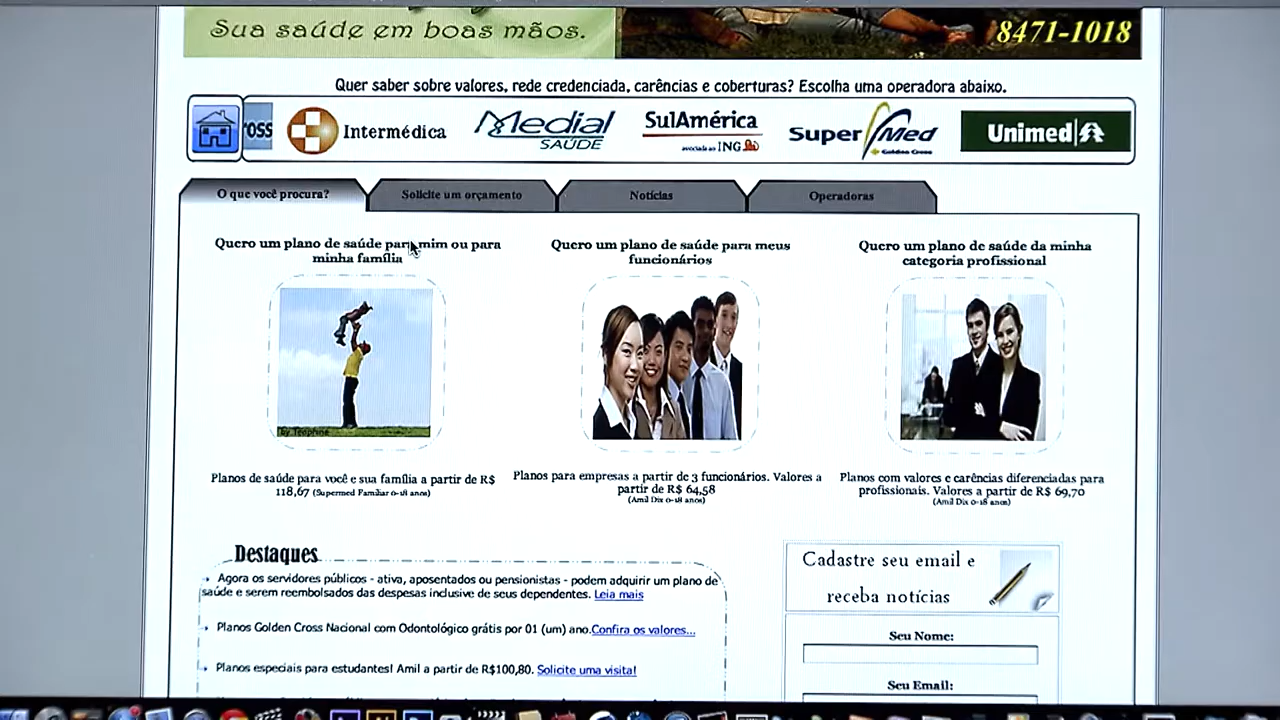 Sua saúde em boas mãos.
8471-1018
Quer saber sobre valores, rede credenciada, carências e coberturas? Escolha uma operadora abaixo.
ross
Intermédica
Medial SAÚDE
SulAmérica
associada ao ING
Super Med
Golden Cross
Unimed
O que você procura?
Solicite um orçamento
Notícias
Operadoras
Quero um plano de saúde para mim ou para
minha família
Quero um plano de saúde para meus
funcionários
Quero um plano de saúde da minha
categoria profissional
by Teophine
Planos de saúde para você e sua família a partir de R$
118,67 (Supermed Familiar 0-18 anos)
Planos para empresas a partir de 3 funcionários. Valores a
partir de R$ 64,58
(Amil Dix 0-18 anos)
Planos com valores e carências diferenciadas para
profissionais. Valores a partir de R$ 69,70
(Amil Dix 0-18 anos)
Destaques
Agora os servidores públicos - ativa, aposentados ou pensionistas - podem adquirir um plano de
saúde e serem reembolsados das despesas inclusive de seus dependentes. Leia mais
Planos Golden Cross Nacional com Odontológico grátis por 01 (um) ano.Confira os valores...
Planos especiais para estudantes! Amil a partir de R$100,80. Solicite uma visita!
Cadastre seu email e
receba notícias
Seu Nome:
Seu Email: